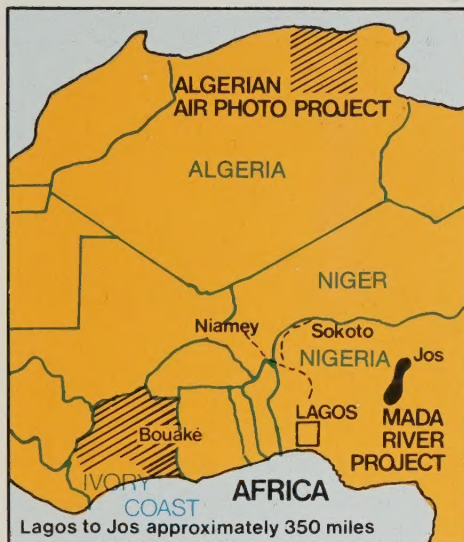 ALGERIAN
AIR PHOTO PROJECT
ALGERIA
NIGER
Niamey
Sokoto
NIGERIA
Jos
LAGOS
MADA
RIVER
PROJECT
Bouaké
IVORY
COAST
AFRICA
Lagos to Jos approximately 350 miles